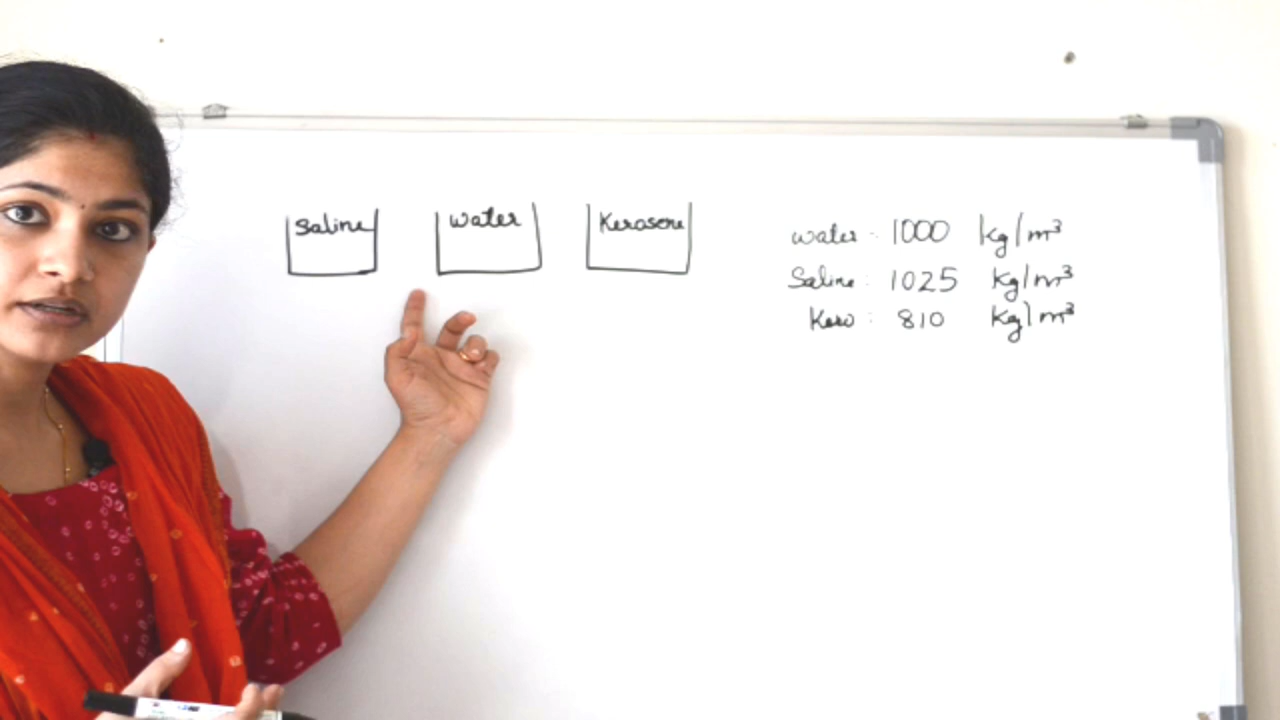 Saline
water
Kerosene
water : 1000 kg/m³
Saline : 1025 Kg/m³
Kero : 810 Kg/m³